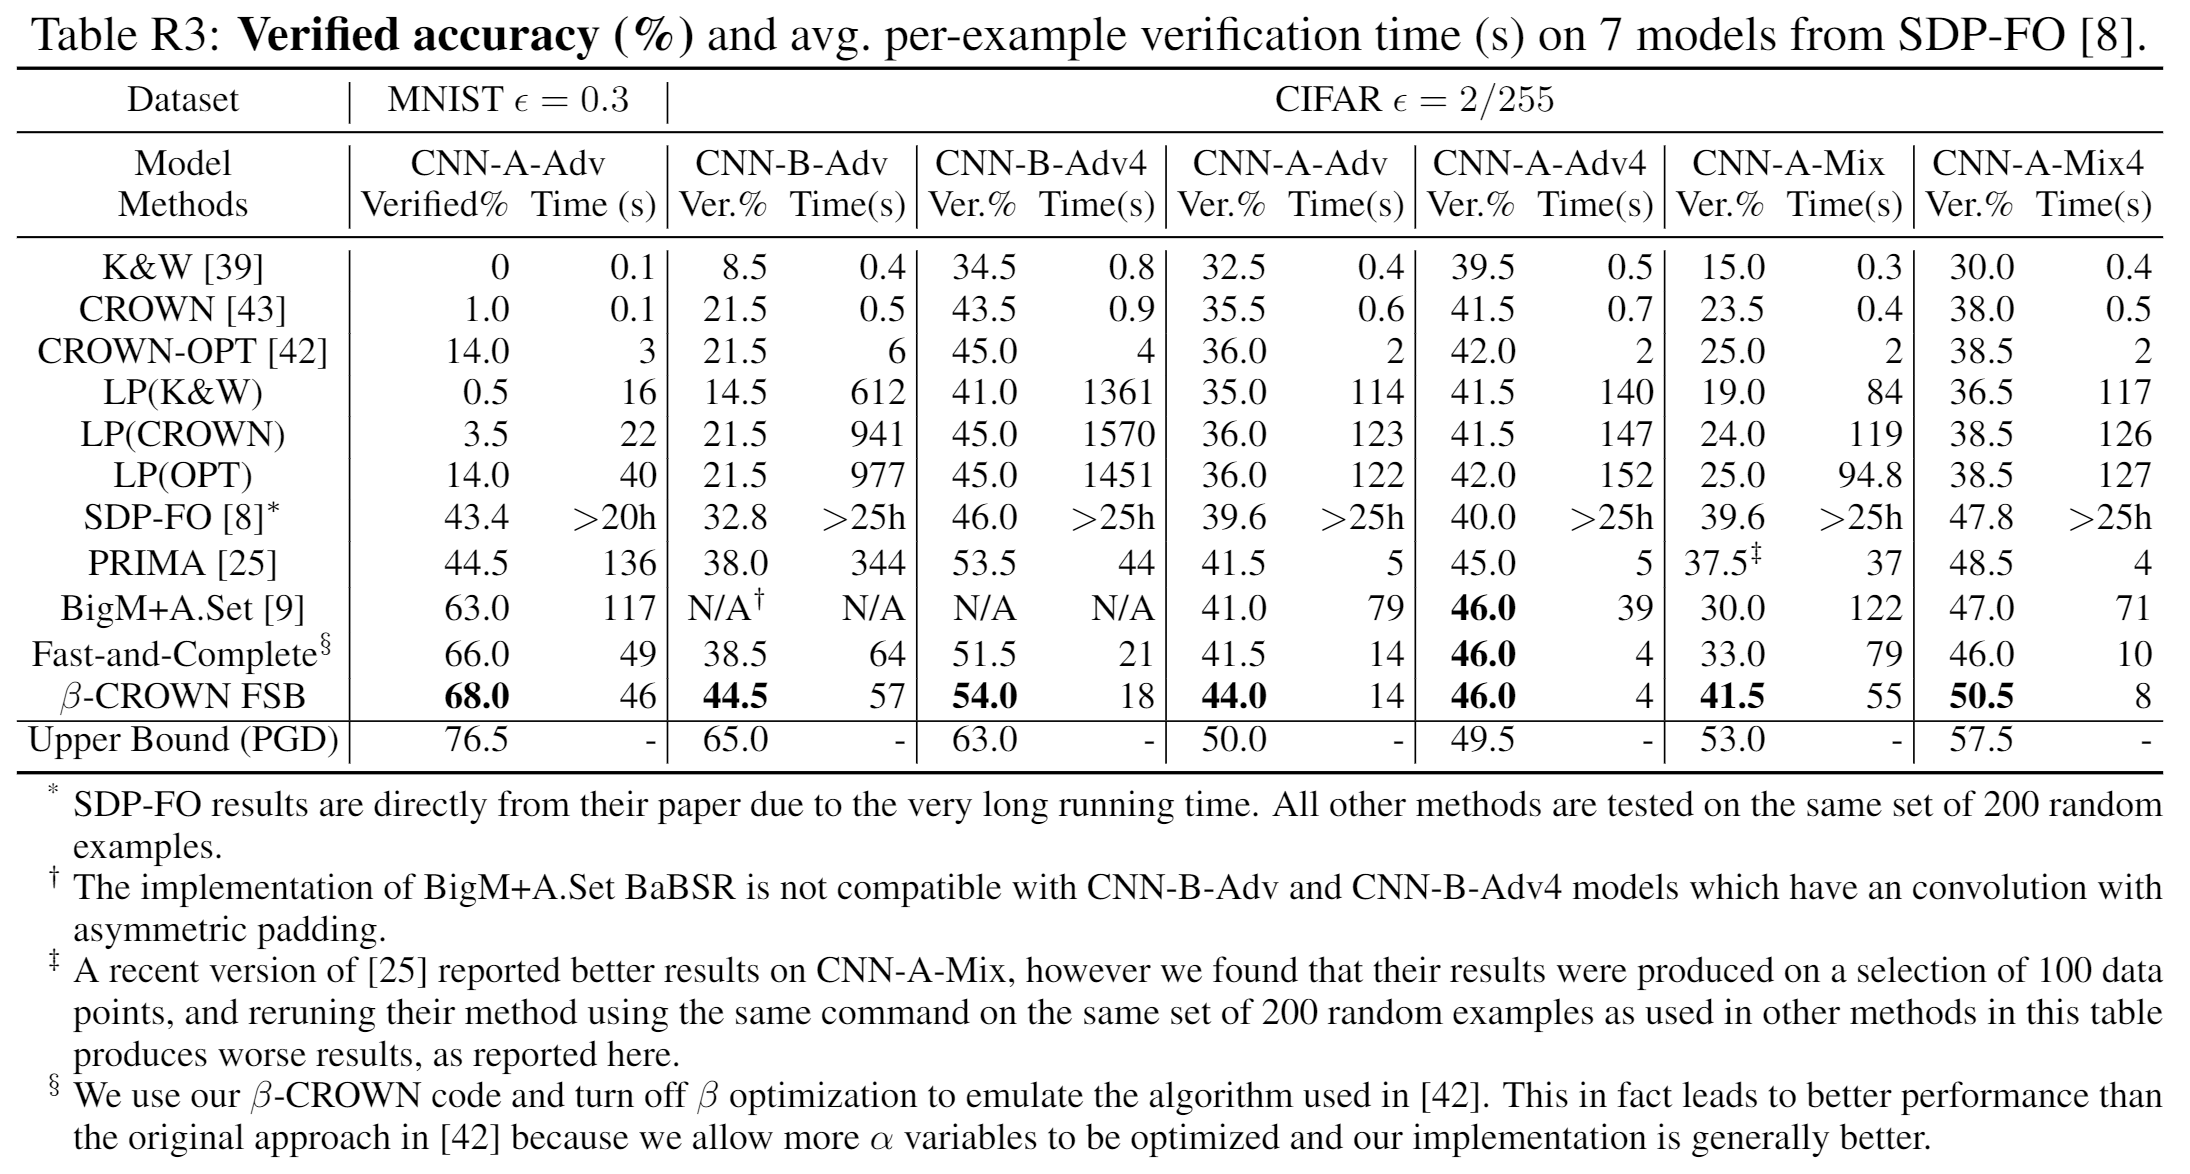 Table R3: Verified accuracy (%) and avg. per-example verification time (s) on 7 models from SDP-FO [8].
Dataset MNIST ϵ = 0.3 CIFAR ϵ = 2/255
Model CNN-A-Adv CNN-B-Adv CNN-B-Adv4 CNN-A-Adv CNN-A-Adv4 CNN-A-Mix CNN-A-Mix4
Methods Verified% Time (s) Ver.% Time(s) Ver.% Time(s) Ver.% Time(s) Ver.% Time(s) Ver.% Time(s) Ver.% Time(s)
K&W [39] 0 0.1 8.5 0.4 34.5 0.8 32.5 0.4 39.5 0.5 15.0 0.3 30.0 0.4
CROWN [43] 1.0 0.1 21.5 0.5 43.5 0.9 35.5 0.6 41.5 0.7 23.5 0.4 38.0 0.5
CROWN-OPT [42] 14.0 3 21.5 6 45.0 4 36.0 2 42.0 2 25.0 2 38.5 2
LP(K&W) 0.5 16 14.5 612 41.0 1361 35.0 114 41.5 140 19.0 84 36.5 117
LP(CROWN) 3.5 22 21.5 941 45.0 1570 36.0 123 41.5 147 24.0 119 38.5 126
LP(OPT) 14.0 40 21.5 977 45.0 1451 36.0 122 42.0 152 25.0 94.8 38.5 127
SDP-FO [8]* 43.4 >20h 32.8 >25h 46.0 >25h 39.6 >25h 40.0 >25h 39.6 >25h 47.8 >25h
PRIMA [25] 44.5 136 38.0 344 53.5 44 41.5 5 45.0 5 37.5‡ 37 48.5 4
BigM+A.Set [9] 63.0 117 N/A† N/A N/A N/A 41.0 79 46.0 39 30.0 122 47.0 71
Fast-and-Complete§ 66.0 49 38.5 64 51.5 21 41.5 14 46.0 4 33.0 79 46.0 10
β-CROWN FSB 68.0 46 44.5 57 54.0 18 44.0 14 46.0 4 41.5 55 50.5 8
Upper Bound (PGD) 76.5 - 65.0 - 63.0 - 50.0 - 49.5 - 53.0 - 57.5 -
* SDP-FO results are directly from their paper due to the very long running time. All other methods are tested on the same set of 200 random
examples.
† The implementation of BigM+A.Set BaBSR is not compatible with CNN-B-Adv and CNN-B-Adv4 models which have an convolution with
asymmetric padding.
‡ A recent version of [25] reported better results on CNN-A-Mix, however we found that their results were produced on a selection of 100 data
points, and reruning their method using the same command on the same set of 200 random examples as used in other methods in this table
produces worse results, as reported here.
§ We use our β-CROWN code and turn off β optimization to emulate the algorithm used in [42]. This in fact leads to better performance than
the original approach in [42] because we allow more α variables to be optimized and our implementation is generally better.